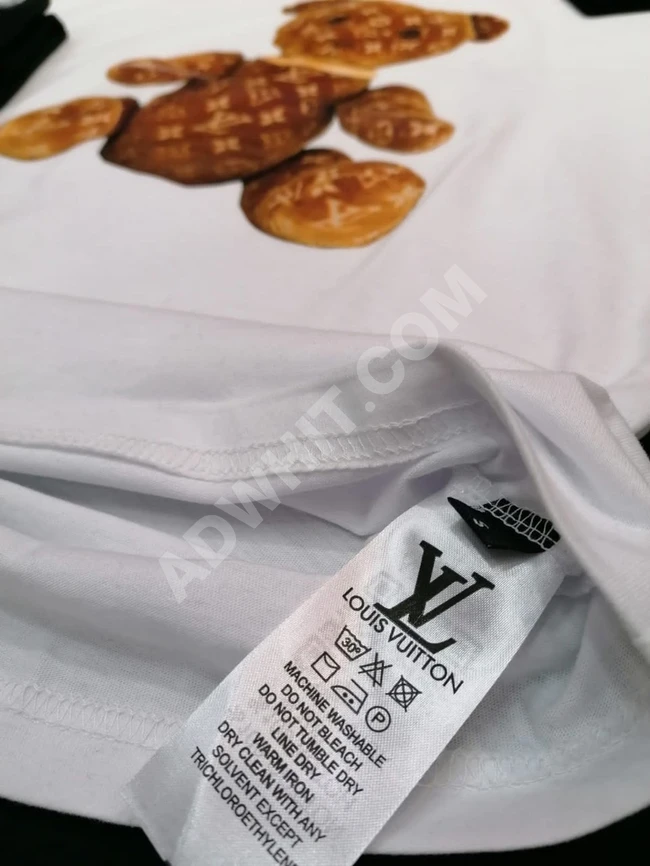 ADWHIT.COM
LV
LOUIS VUITTON
30°
P
MACHINE WASHABLE
DO NOT BLEACH
DO NOT TUMBLE DRY
LINE DRY
WARM IRON
DRY CLEAN WITH ANY
SOLVENT EXCEPT
TRICHLOROETHYLEN